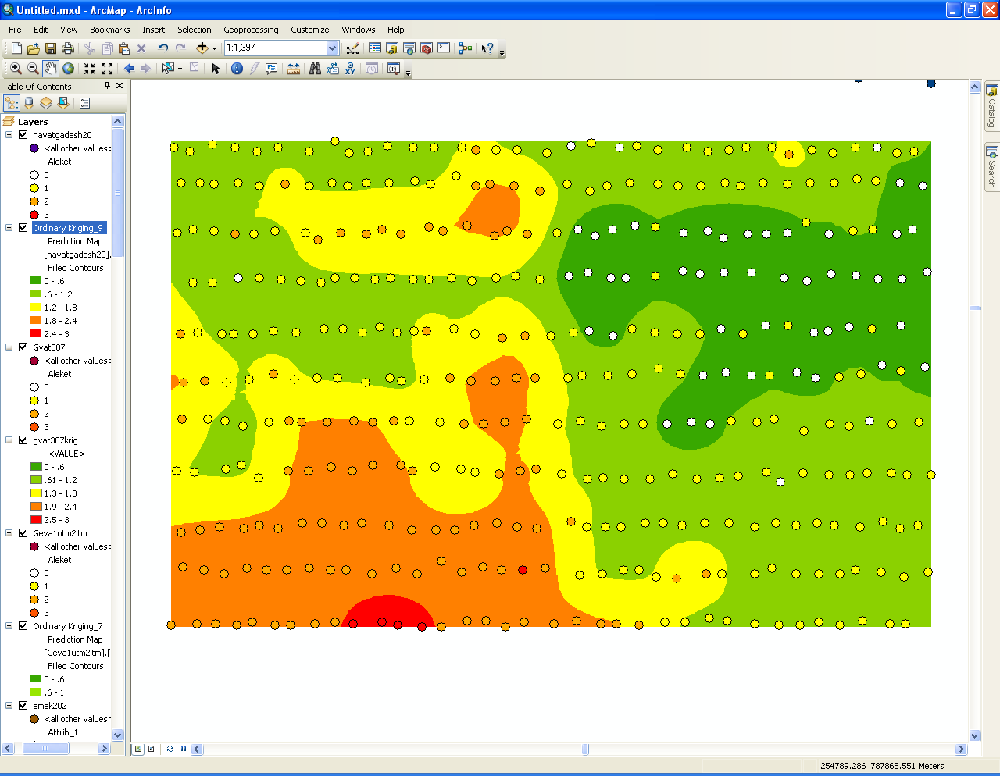 Untitled.mxd - ArcMap - ArcInfo
File Edit View Bookmarks Insert Selection Geoprocessing Customize Windows Help
1:1,397
Table Of Contents
Layers
havatgadash20
<all other values>
Aleket
0
1
2
3
Ordinary Kriging_9
Prediction Map
[havatgadash20].
Filled Contours
0 - .6
.6 - 1.2
1.2 - 1.8
1.8 - 2.4
2.4 - 3
Gvat307
<all other values>
Aleket
0
1
2
3
gvat307krig
<VALUE>
0 - .6
.61 - 1.2
1.3 - 1.8
1.9 - 2.4
2.5 - 3
Geva1utm2itm
<all other values>
Aleket
0
1
2
3
Ordinary Kriging_7
Prediction Map
[Geva1utm2itm].[
Filled Contours
0 - .6
.6 - 1
emek202
<all other values>
Attrib_1
Catalog
Search
254789.286 787865.551 Meters